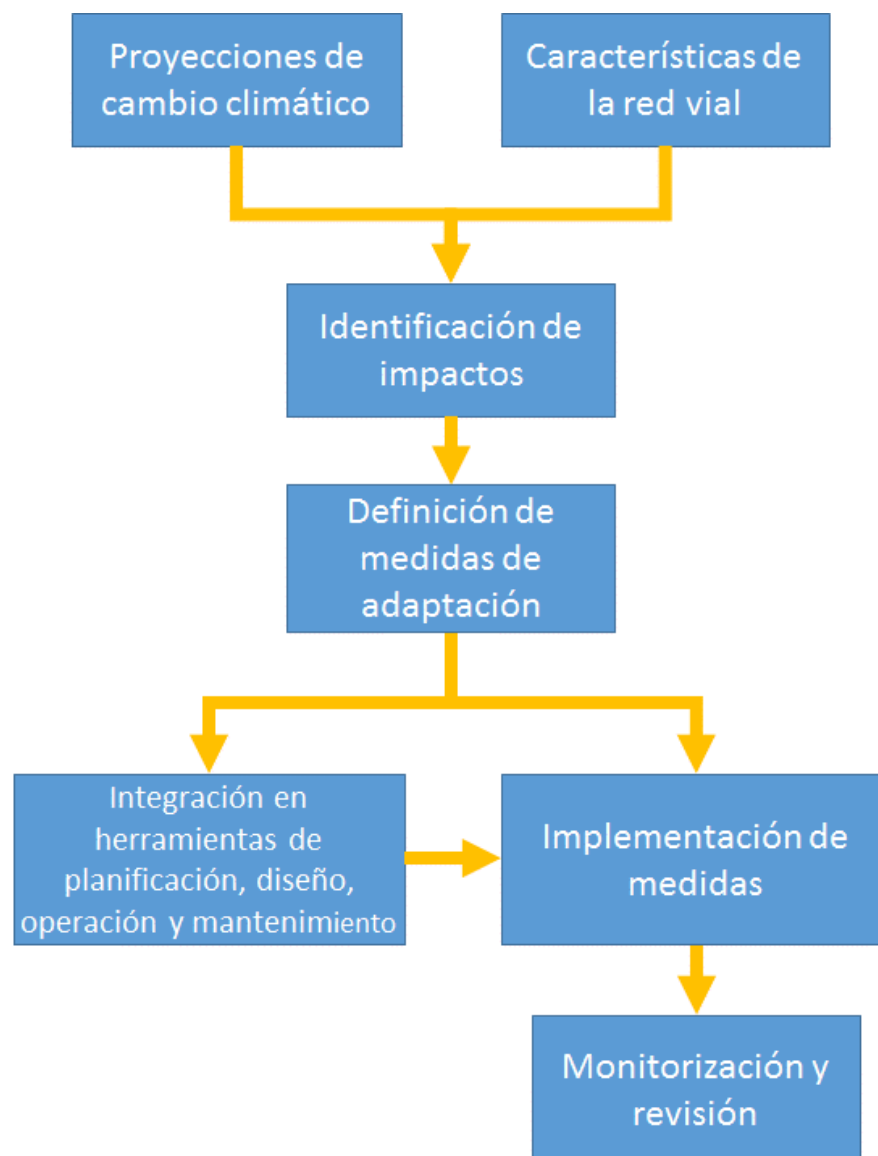 Proyecciones de
cambio climático
Características de
la red vial
Identificación de
impactos
Definición de
medidas de
adaptación
Integración en
herramientas de
planificación, diseño,
operación y mantenimiento
Implementación de
medidas
Monitorización y
revisión